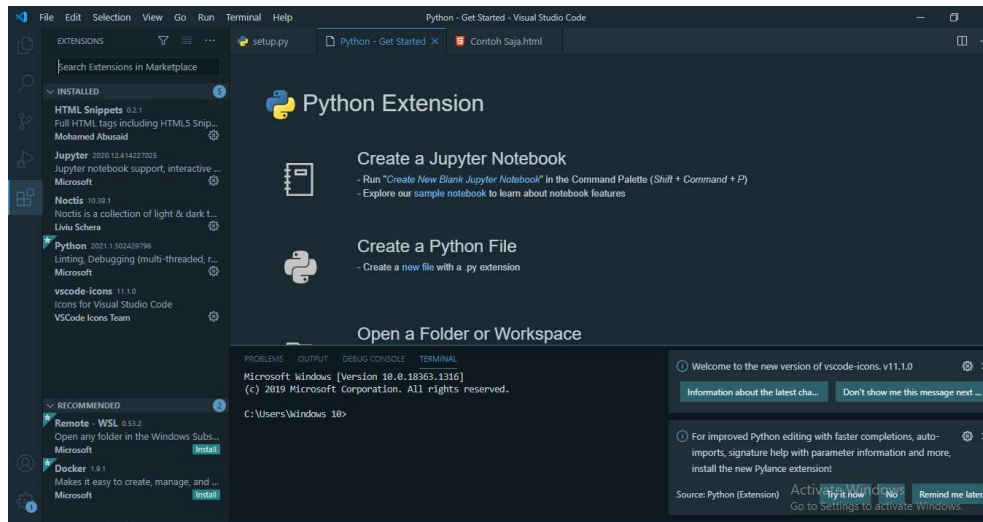 File Edit Selection View Go Run Terminal Help
Python - Get Started - Visual Studio Code
EXTENSIONS
setup.py
Python - Get Started
Contoh Saja.html
Search Extensions in Marketplace
INSTALLED 5
HTML Snippets 0.2.1
Full HTML tags including HTML5 Snip...
Mohamed Abusaid
Jupyter 2020.12.414227025
Jupyter notebook support, interactive ...
Microsoft
Noctis 10.39.1
Noctis is a collection of light & dark t...
Liviu Schera
Python 2021.1.502429796
Linting, Debugging (multi-threaded, r...
Microsoft
vscode-icons 11.1.0
Icons for Visual Studio Code
VSCode Icons Team
RECOMMENDED 2
Remote - WSL 0.53.2
Open any folder in the Windows Subs...
Microsoft Install
Docker 1.9.1
Makes it easy to create, manage, and ...
Microsoft Install
1
Python Extension
Create a Jupyter Notebook
- Run "Create New Blank Jupyter Notebook" in the Command Palette (Shift + Command + P)
- Explore our sample notebook to learn about notebook features
Create a Python File
- Create a new file with a .py extension
Open a Folder or Workspace
PROBLEMS OUTPUT DEBUG CONSOLE TERMINAL
Microsoft Windows [Version 10.0.18363.1316]
(c) 2019 Microsoft Corporation. All rights reserved.
C:\Users\Windows 10>
Welcome to the new version of vscode-icons. v11.1.0
Information about the latest cha...
Don't show me this message next ...
For improved Python editing with faster completions, auto-
imports, signature help with parameter information and more,
install the new Pylance extension!
Source: Python (Extension)
Try it now
No
Remind me later
Activate Windows
Go to Settings to activate Windows.